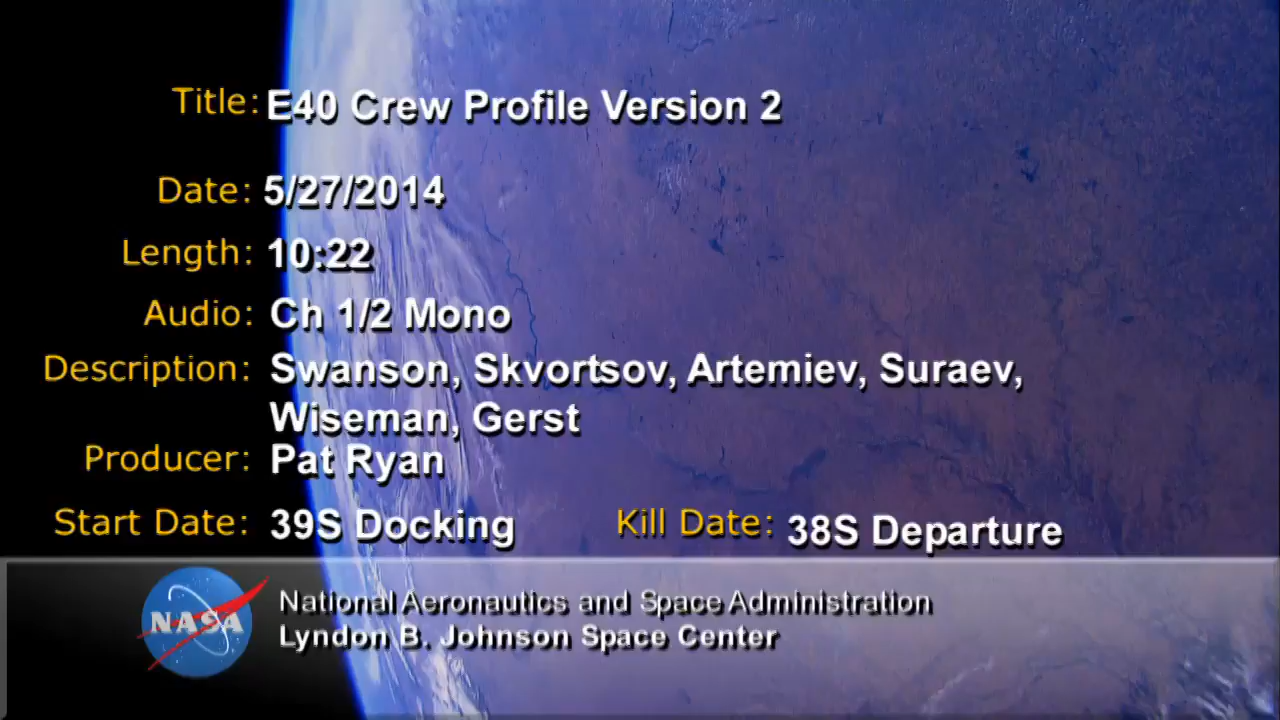 Title: E40 Crew Profile Version 2
Date: 5/27/2014
Length: 10:22
Audio: Ch 1/2 Mono
Description: Swanson, Skvortsov, Artemiev, Suraev,
Wiseman, Gerst
Producer: Pat Ryan
Start Date: 39S Docking Kill Date: 38S Departure
NASA
National Aeronautics and Space Administration
Lyndon B. Johnson Space Center